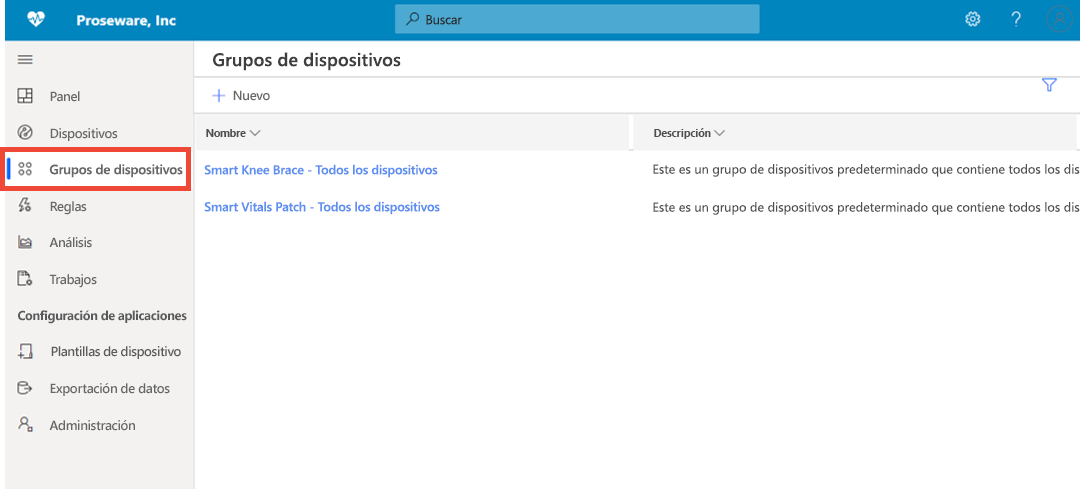 Proseware, Inc
Buscar
?
Grupos de dispositivos
Nuevo
Panel
Dispositivos
Grupos de dispositivos
Reglas
Análisis
Trabajos
Configuración de aplicaciones
Plantillas de dispositivo
Exportación de datos
Administración
Nombre
Descripción
Smart Knee Brace - Todos los dispositivos
Este es un grupo de dispositivos predeterminado que contiene todos los dis
Smart Vitals Patch - Todos los dispositivos
Este es un grupo de dispositivos predeterminado que contiene todos los dis